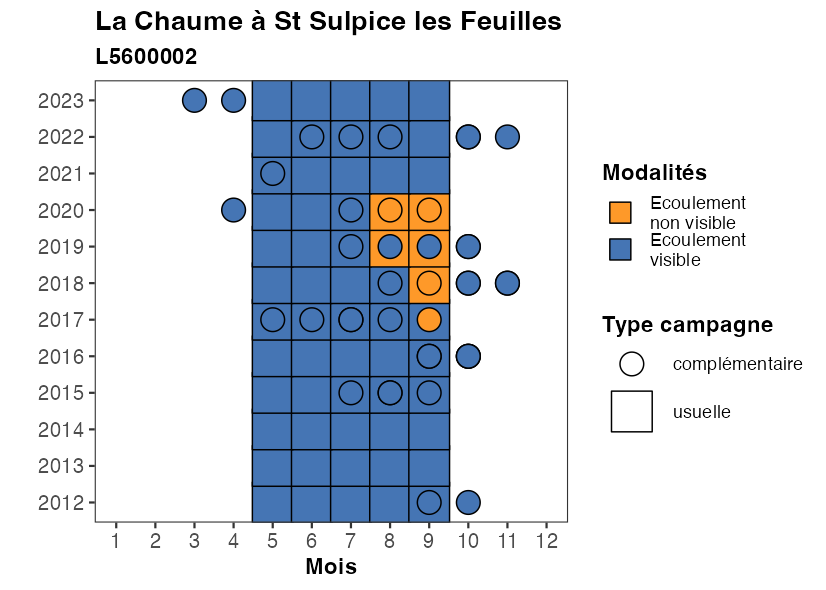 La Chaume à St Sulpice les Feuilles
L5600002
2023
2022
2021
2020
2019
2018
2017
2016
2015
2014
2013
2012
1 2 3 4 5 6 7 8 9 10 11 12
Mois
Modalités
Ecoulement
non visible
Ecoulement
visible
Type campagne
complémentaire
usuelle